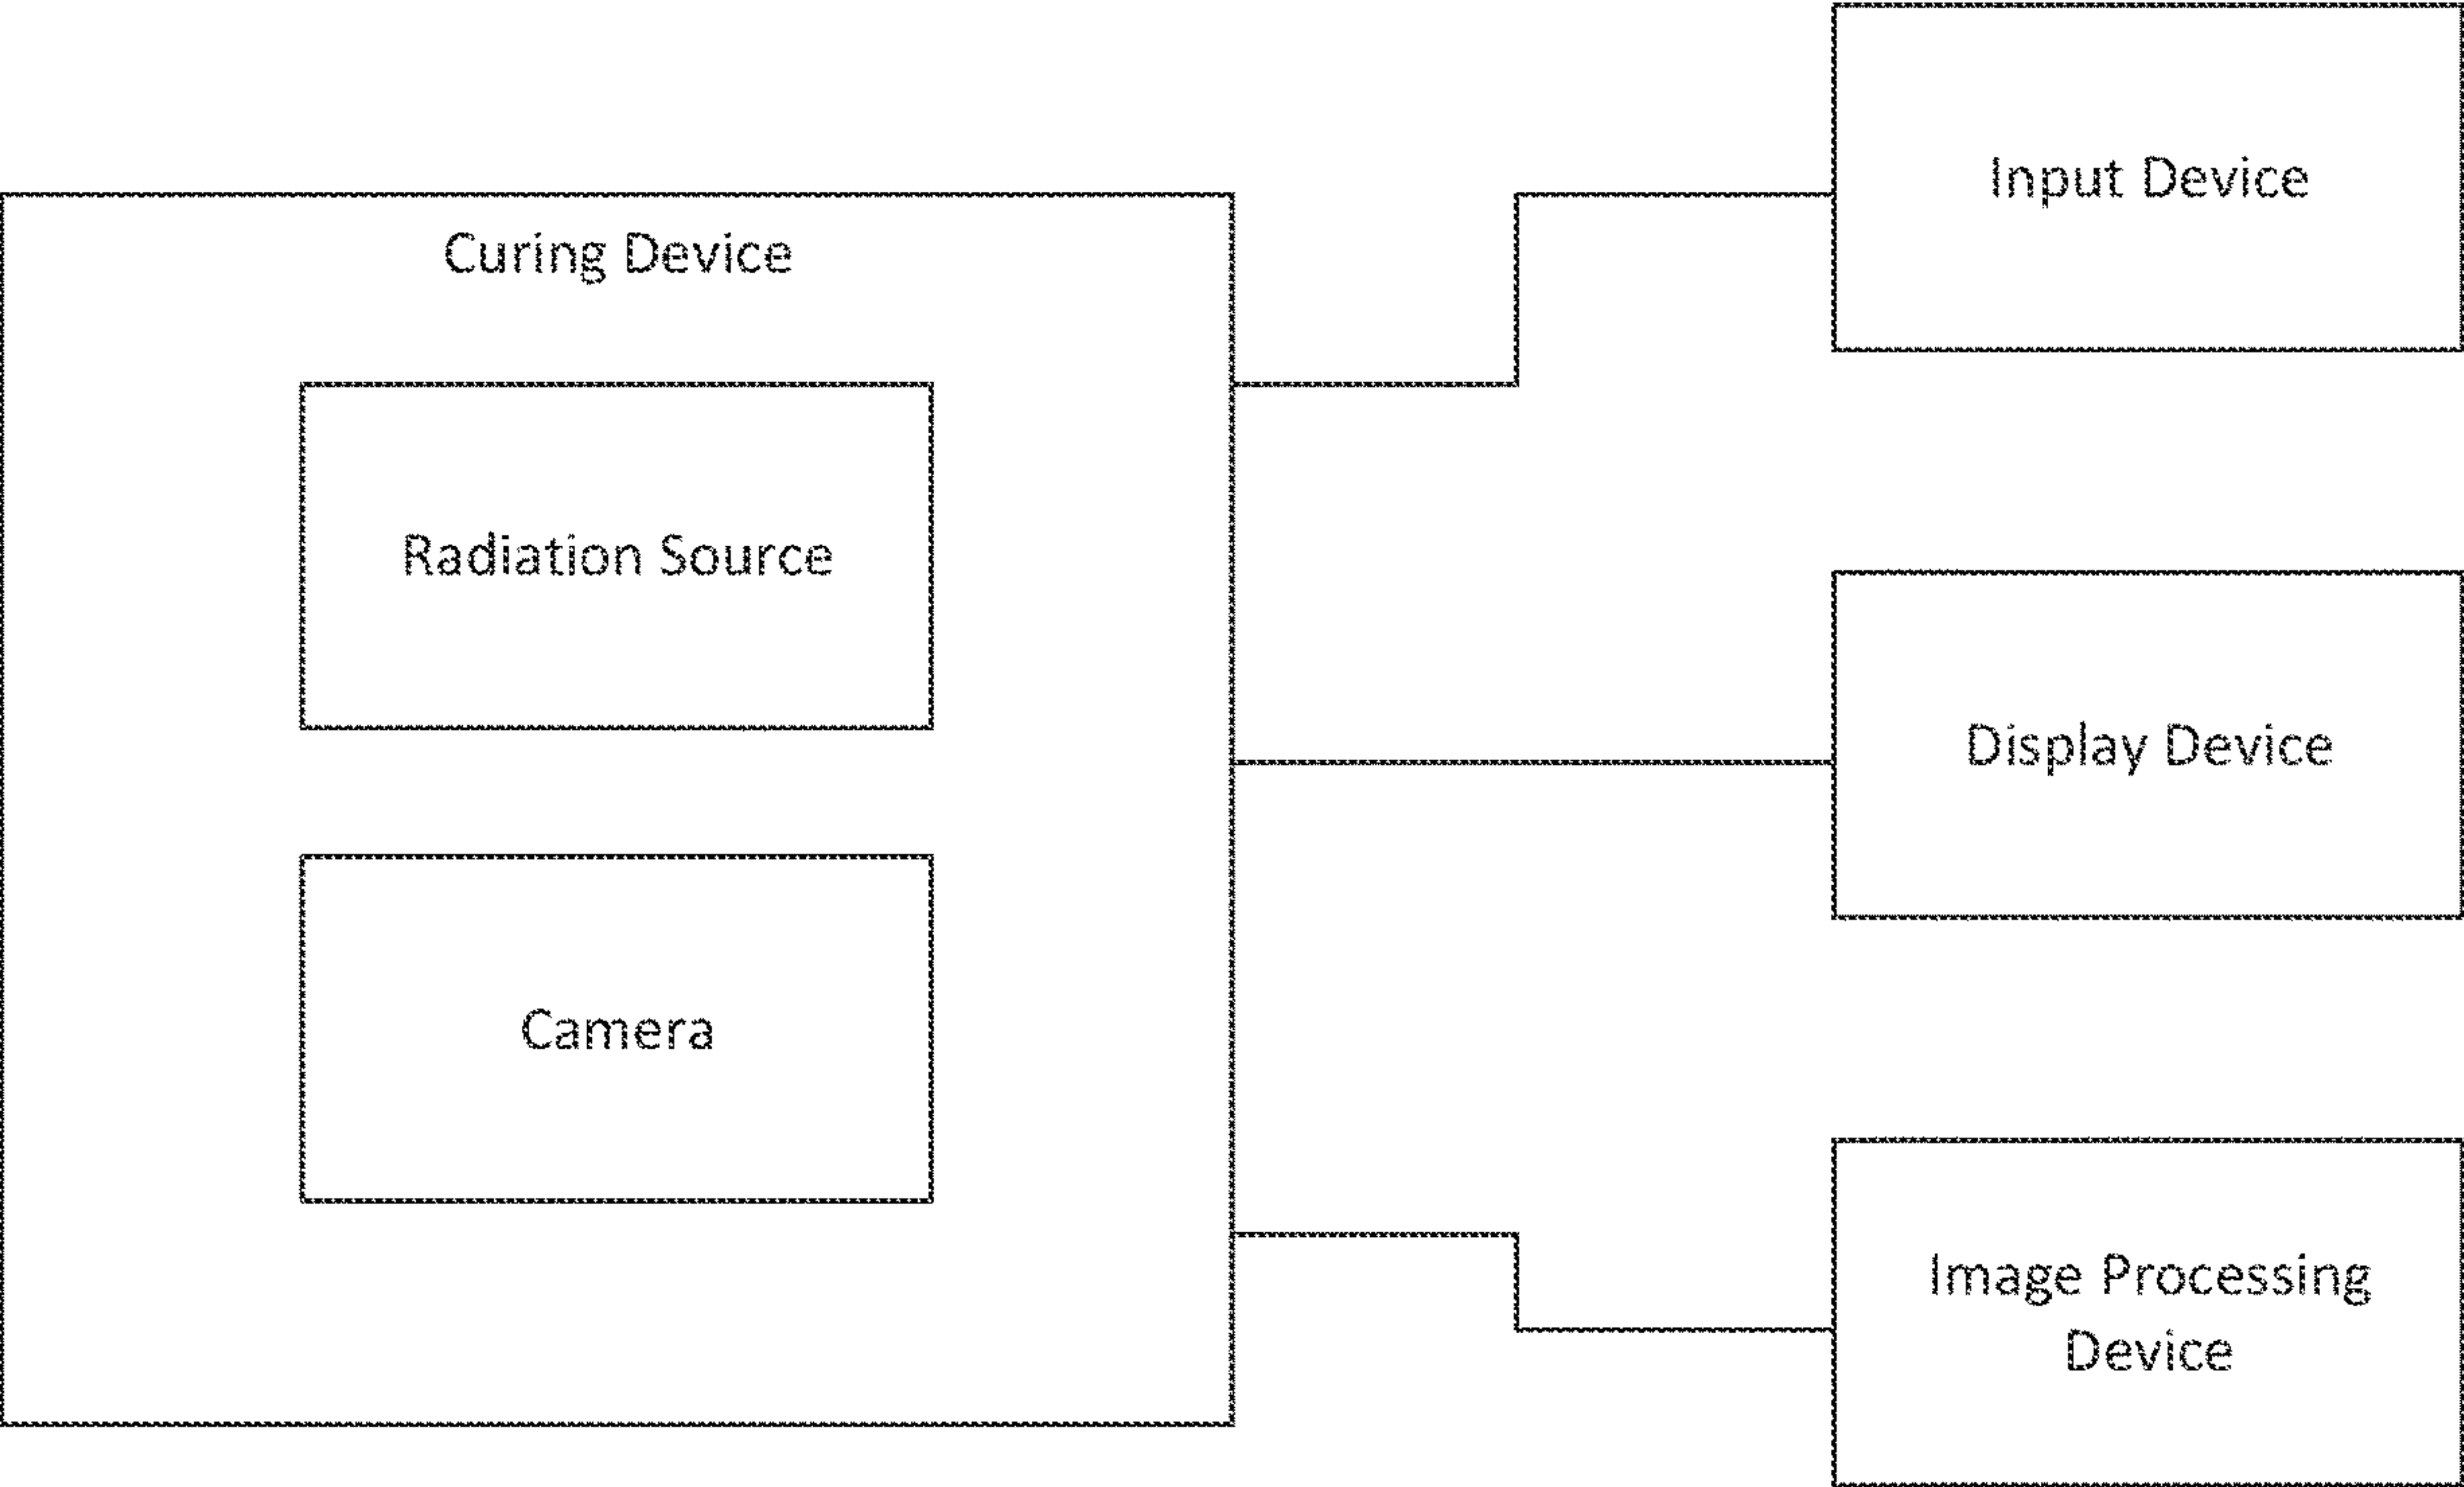 Curing Device
Radiation Source
Camera
Input Device
Display Device
Image Processing
Device